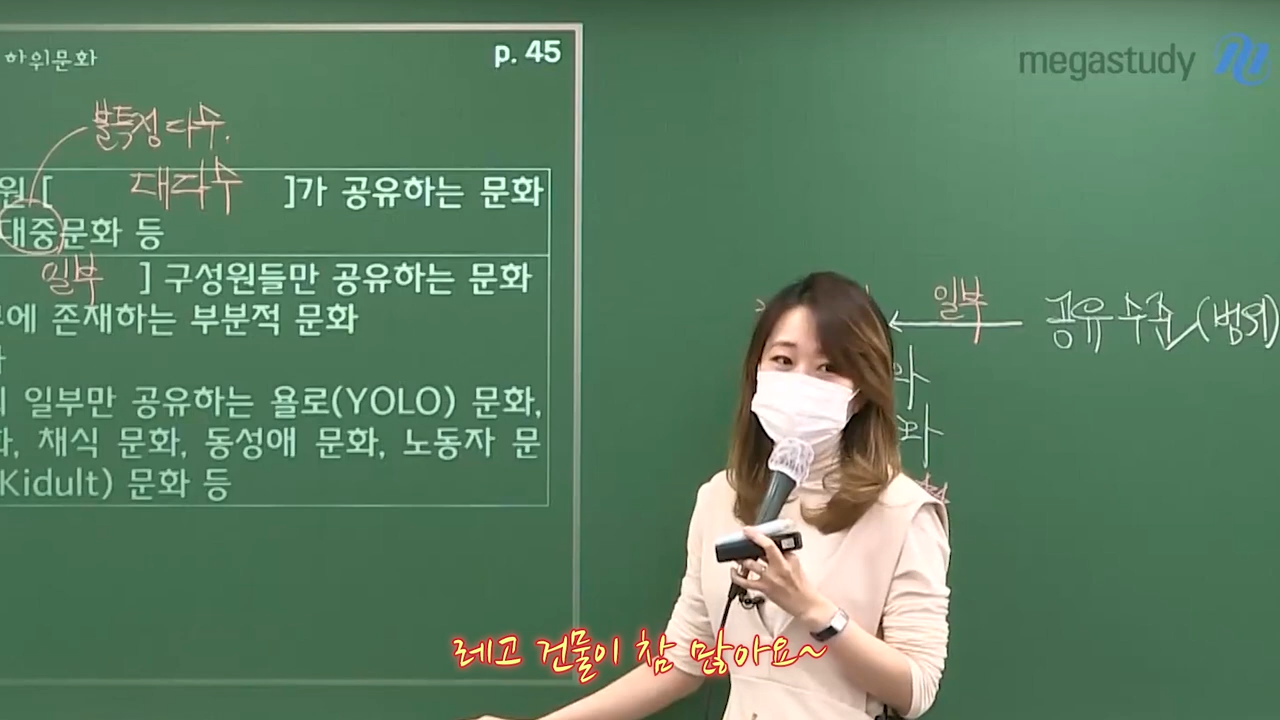 하위문화
p. 45
megastudy
불특정 다수.
원 [ 대다수 ]가 공유하는 문화
대중문화 등
일부 ] 구성원들만 공유하는 문화
에 존재하는 부분적 문화
일부만 공유하는 욜로(YOLO) 문화,
채식 문화, 동성애 문화, 노동자 문
Kidult) 문화 등
일부
공유 수준 (범위)
화
레고 건물이 참 많아요~